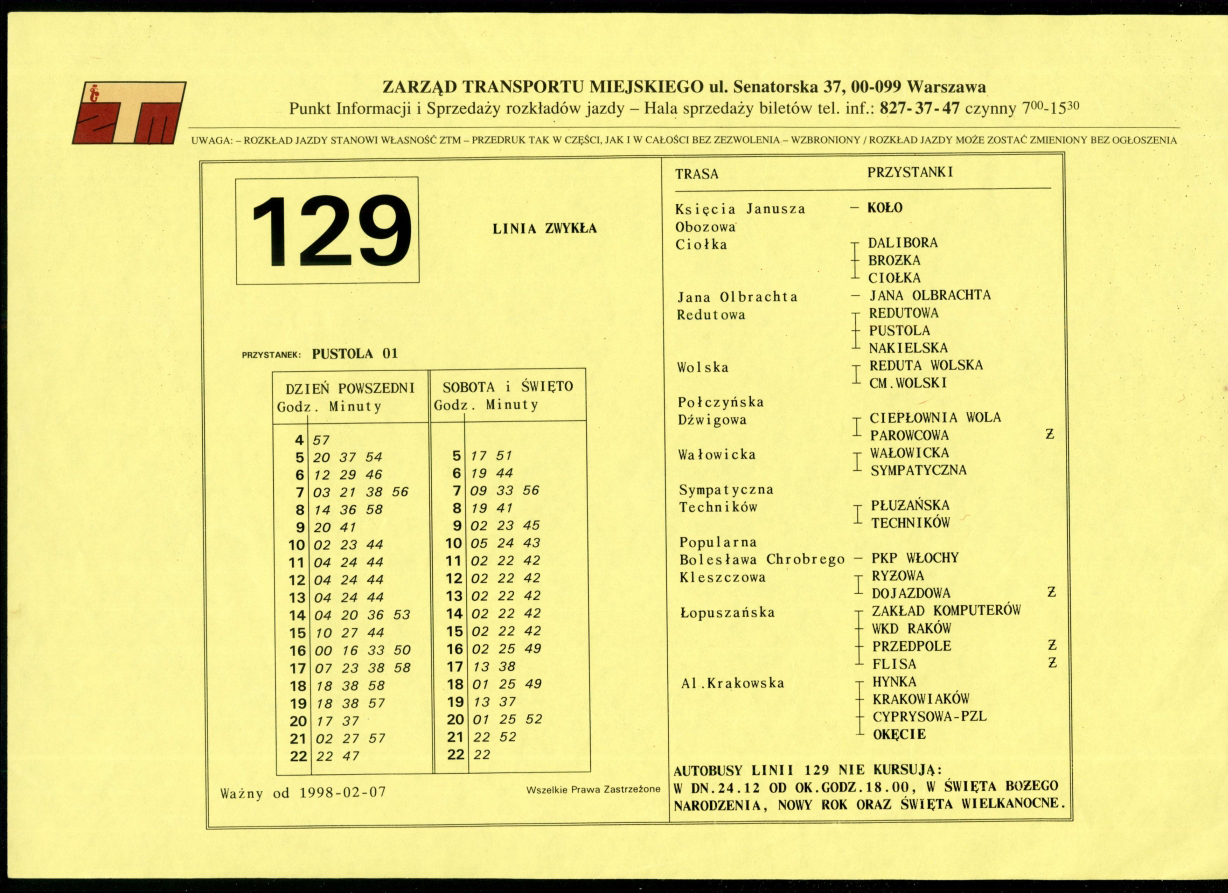 ZTM
ZARZĄD TRANSPORTU MIEJSKIEGO ul. Senatorska 37, 00-099 Warszawa
Punkt Informacji i Sprzedaży rozkładów jazdy – Hala sprzedaży biletów tel. inf.: 827-37-47 czynny 7⁰⁰-15³⁰
UWAGA: – ROZKŁAD JAZDY STANOWI WŁASNOŚĆ ZTM – PRZEDRUK TAK W CZĘŚCI, JAK I W CAŁOŚCI BEZ ZEZWOLENIA – WZBRONIONY / ROZKŁAD JAZDY MOŻE ZOSTAĆ ZMIENIONY BEZ OGŁOSZENIA
129
LINIA ZWYKŁA
PRZYSTANEK: PUSTOLA 01
DZIEŃ POWSZEDNI
Godz. Minuty
4 57
5 20 37 54
6 12 29 46
7 03 21 38 56
8 14 36 58
9 20 41
10 02 23 44
11 04 24 44
12 04 24 44
13 04 24 44
14 04 20 36 53
15 10 27 44
16 00 16 33 50
17 07 23 38 58
18 18 38 58
19 18 38 57
20 17 37
21 02 27 57
22 22 47
SOBOTA i ŚWIĘTO
Godz. Minuty
5 17 51
6 19 44
7 09 33 56
8 19 41
9 02 23 45
10 05 24 43
11 02 22 42
12 02 22 42
13 02 22 42
14 02 22 42
15 02 22 42
16 02 25 49
17 13 38
18 01 25 49
19 13 37
20 01 25 52
21 22 52
22 22
Ważny od 1998-02-07
Wszelkie Prawa Zastrzeżone
TRASA PRZYSTANKI
Księcia Janusza – KOŁO
Obozowa
Ciołka DALIBORA
BROŻKA
CIOŁKA
Jana Olbrachta – JANA OLBRACHTA
Redutowa REDUTOWA
PUSTOLA
NAKIELSKA
Wolska REDUTA WOLSKA
CM.WOLSKI
Połczyńska
Dźwigowa CIEPŁOWNIA WOLA
PAROWCOWA Ƶ
Wałowicka WAŁOWICKA
SYMPATYCZNA
Sympatyczna
Techników PŁUŻAŃSKA
TECHNIKÓW
Popularna
Bolesława Chrobrego – PKP WŁOCHY
Kleszczowa RYŻOWA
DOJAZDOWA Ƶ
Łopuszańska ZAKŁAD KOMPUTERÓW
WKD RAKÓW
PRZEDPOLE Ƶ
FLISA Ƶ
Al.Krakowska HYNKA
KRAKOWIAKÓW
CYPRYSOWA-PZL
OKĘCIE
AUTOBUSY LINII 129 NIE KURSUJĄ:
W DN.24.12 OD OK.GODZ.18.00, W ŚWIĘTA BOŻEGO
NARODZENIA, NOWY ROK ORAZ ŚWIĘTA WIELKANOCNE.